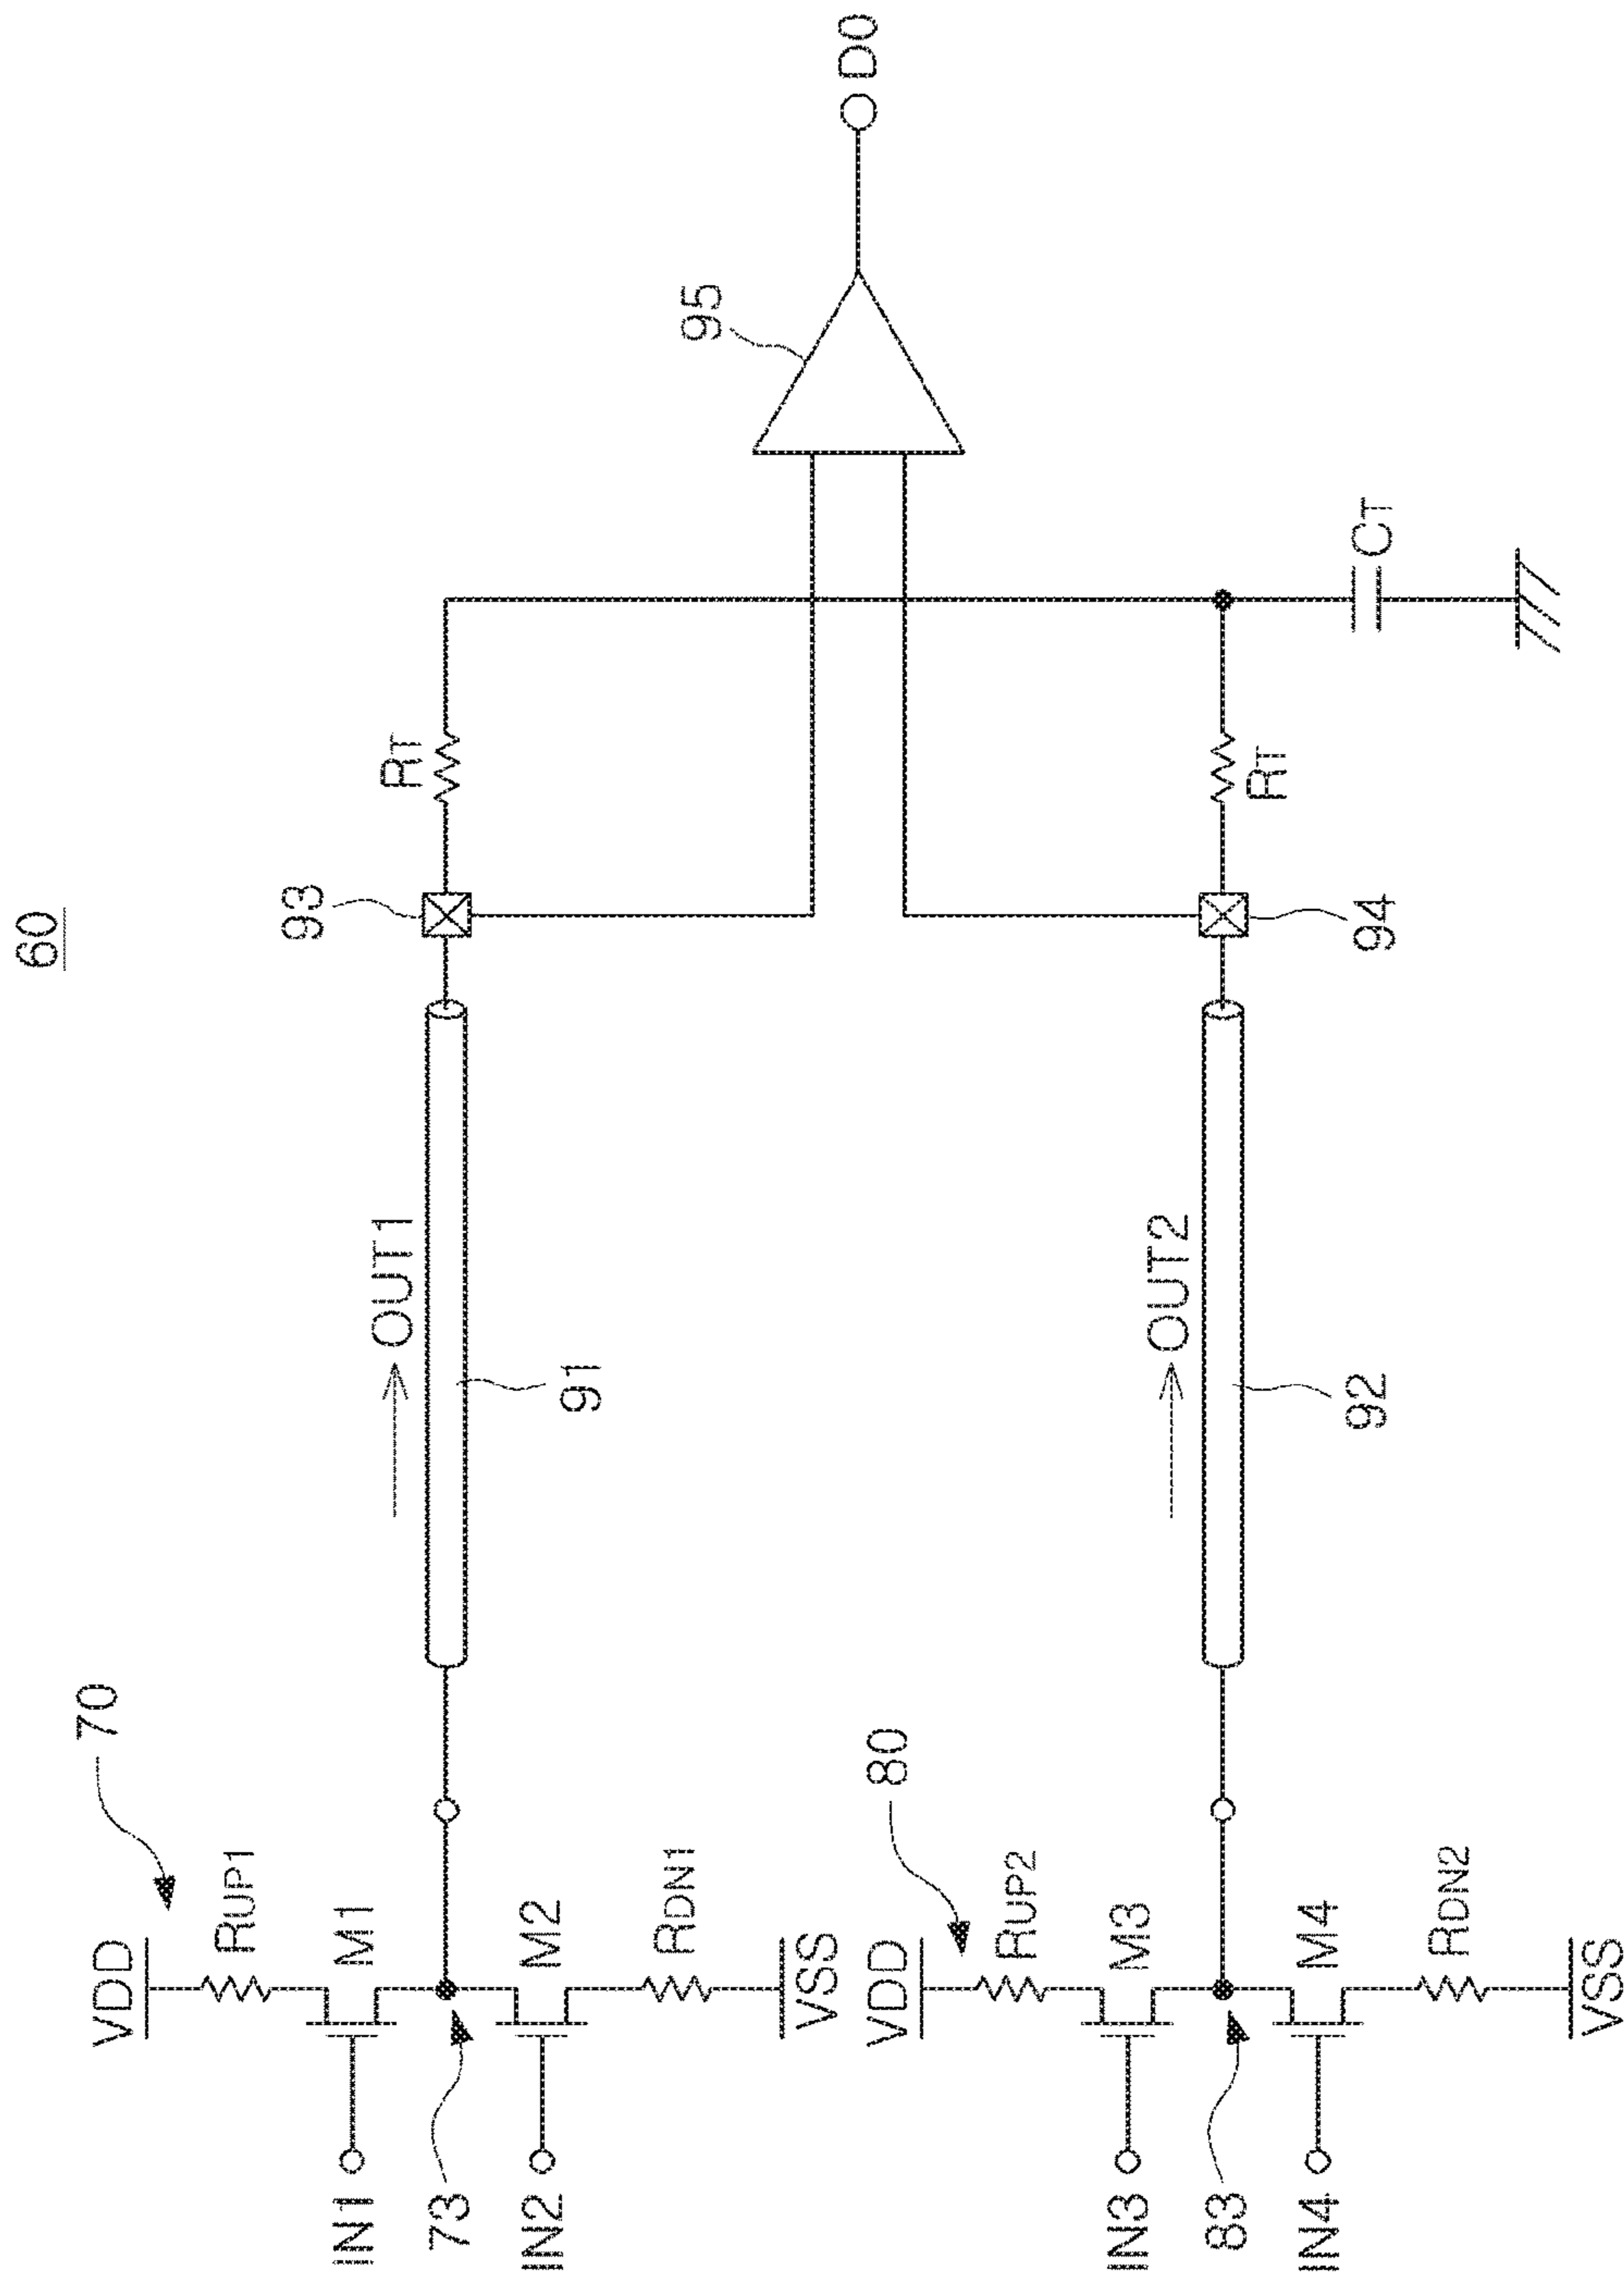 60
70
VDD
RUP1
M1
IN1
73
M2
IN2
RDN1
VSS
OUT1
91
93
RT
95
D0
80
VDD
RUP2
M3
IN3
83
M4
IN4
RDN2
VSS
OUT2
92
94
RT
CT